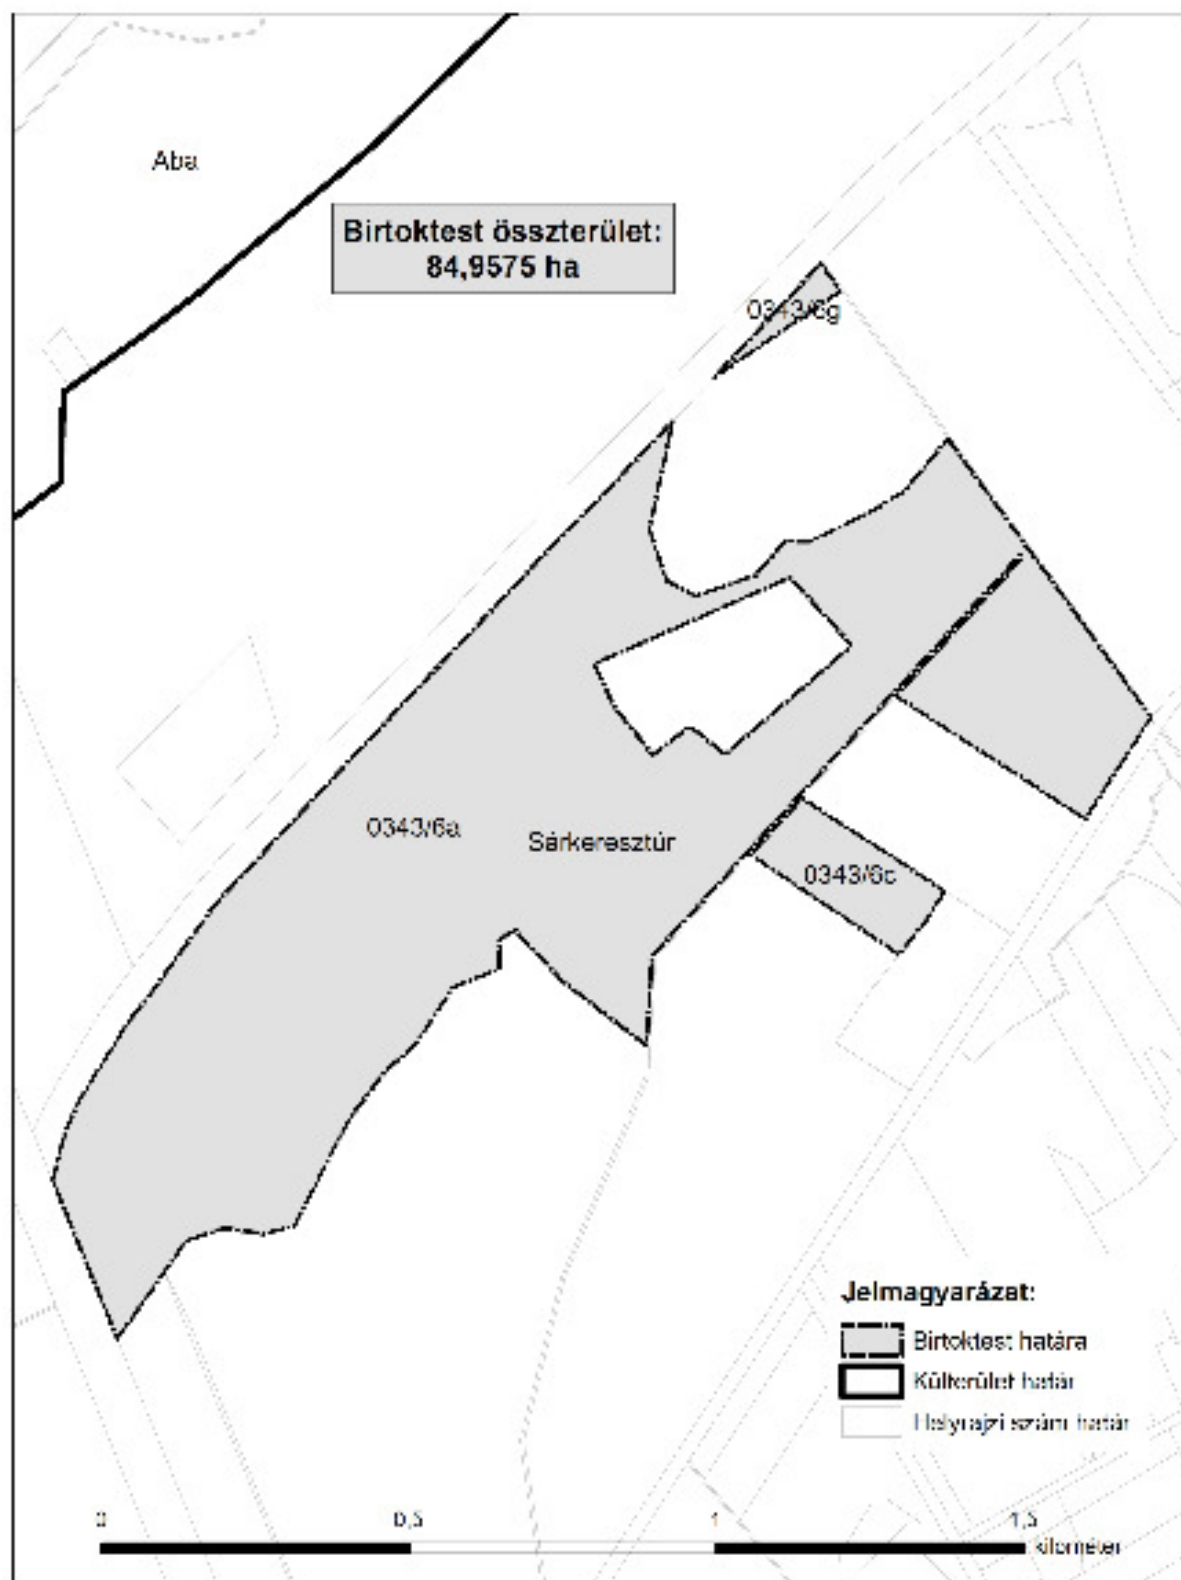 Aba
Birtoktest összterület:
84,9575 ha
0343/6g
0343/6a
Sárkeresztúr
0343/6c
Jelmagyarázat:
Birtoktest határa
Külterület határ
Helyrajzi szám határ
0 0,5 1 1,5
kilométer